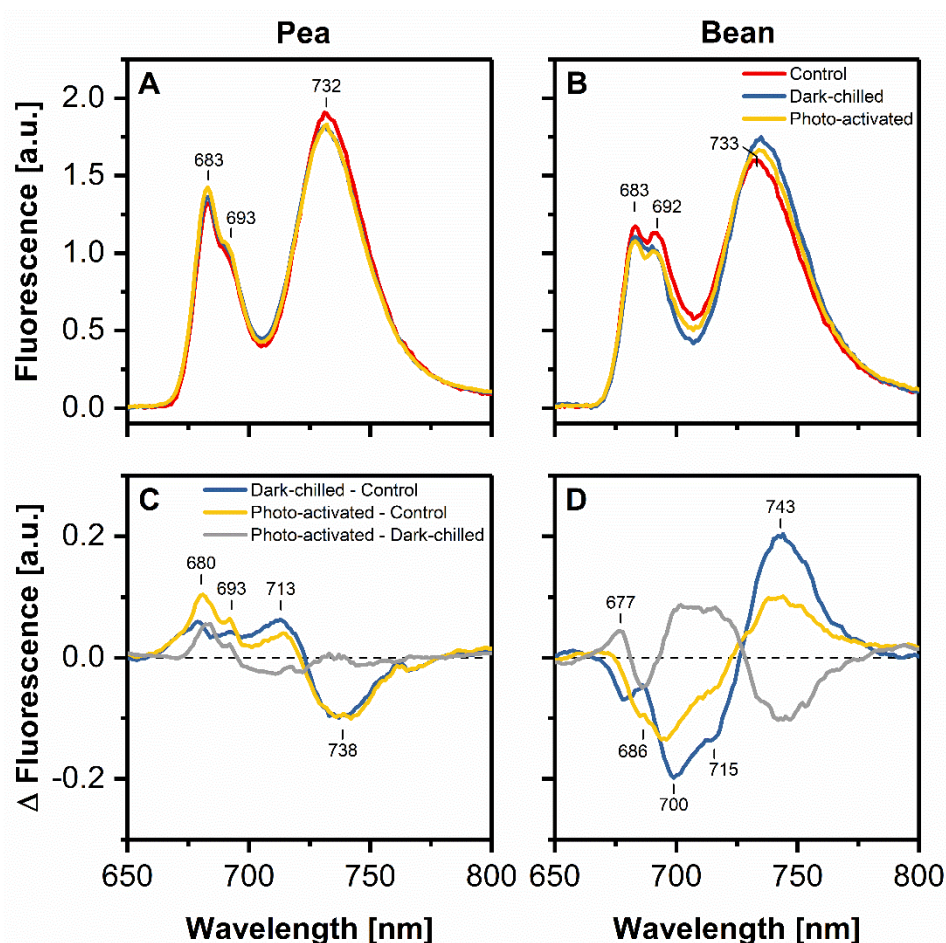 Pea
Bean
A
683
693
732
2.0
1.5
1.0
0.5
0.0
Fluorescence [a.u.]
B
Control
Dark-chilled
Photo-activated
733
683
692
C
Dark-chilled - Control
Photo-activated - Control
Photo-activated - Dark-chilled
680
693
713
738
0.2
0.0
-0.2
Δ Fluorescence [a.u.]
650
700
750
800
Wavelength [nm]
D
743
677
686
715
700
650
700
750
800
Wavelength [nm]